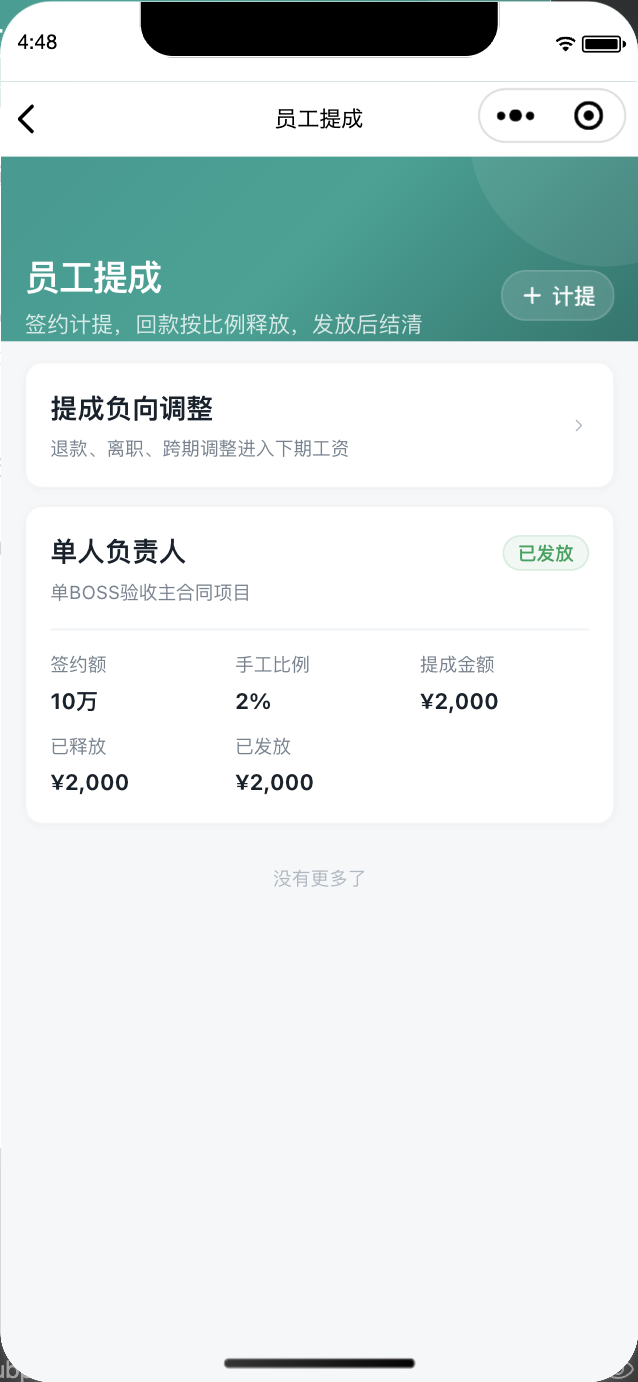 4:48
员工提成
员工提成
签约计提，回款按比例释放，发放后结清
+ 计提
提成负向调整
退款、离职、跨期调整进入下期工资
单人负责人
已发放
单BOSS验收主合同项目
签约额 手工比例 提成金额
10万 2% ¥2,000
已释放 已发放
¥2,000 ¥2,000
没有更多了